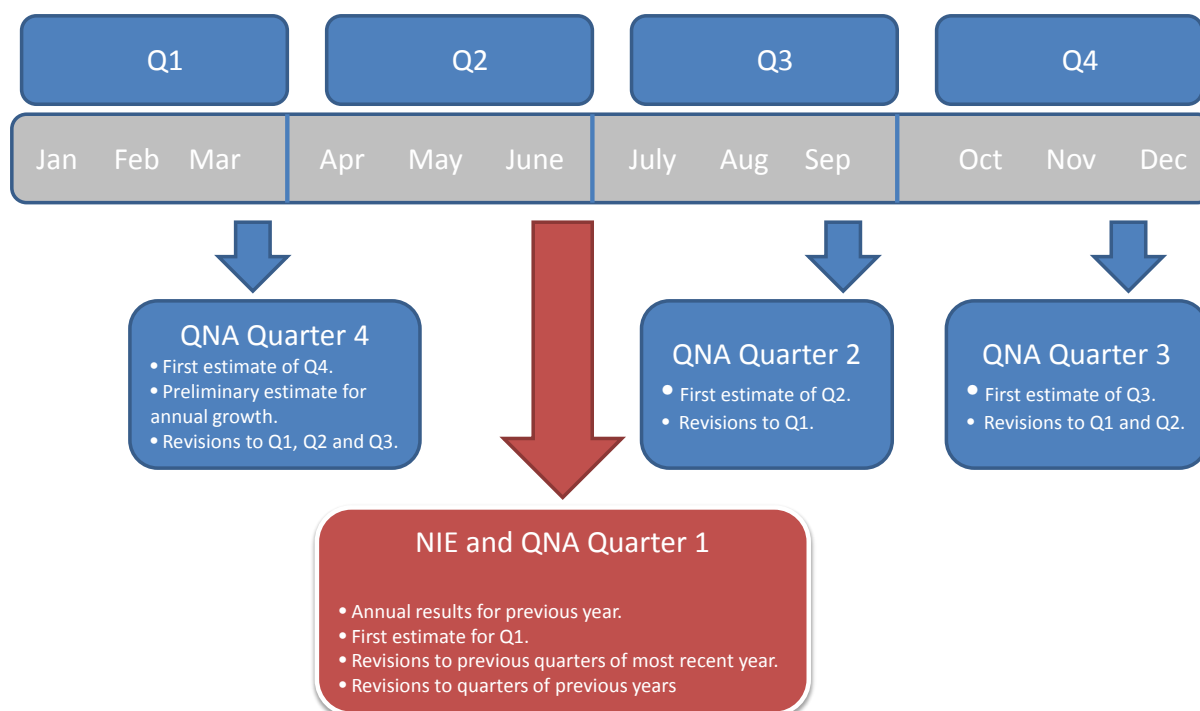 Q1
Q2
Q3
Q4
Jan Feb Mar Apr May June July Aug Sep Oct Nov Dec
QNA Quarter 4
• First estimate of Q4.
• Preliminary estimate for
annual growth.
• Revisions to Q1, Q2 and Q3.
QNA Quarter 2
• First estimate of Q2.
• Revisions to Q1.
QNA Quarter 3
• First estimate of Q3.
• Revisions to Q1 and Q2.
NIE and QNA Quarter 1
• Annual results for previous year.
• First estimate for Q1.
• Revisions to previous quarters of most recent year.
• Revisions to quarters of previous years